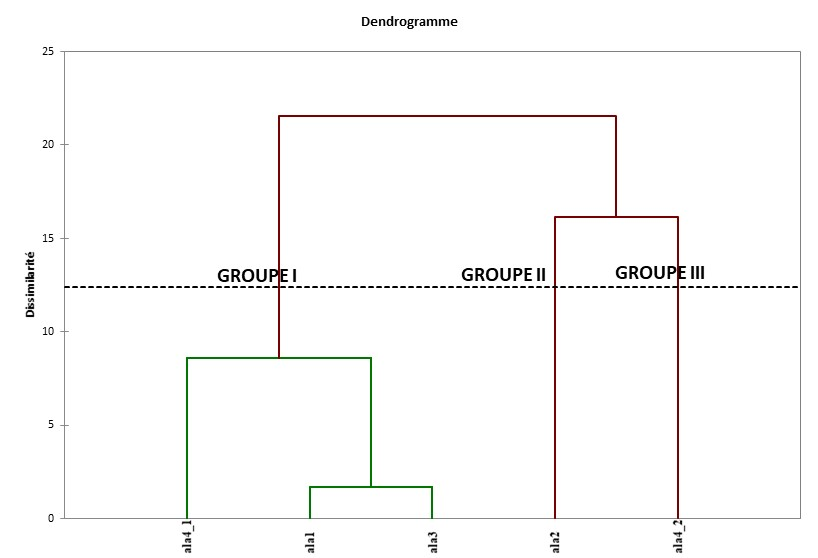 Dendrogramme
25
20
15
10
5
0
Dissimilarité
GROUPE I
GROUPE II
GROUPE III
ala4_1
ala1
ala3
ala2
ala4_2